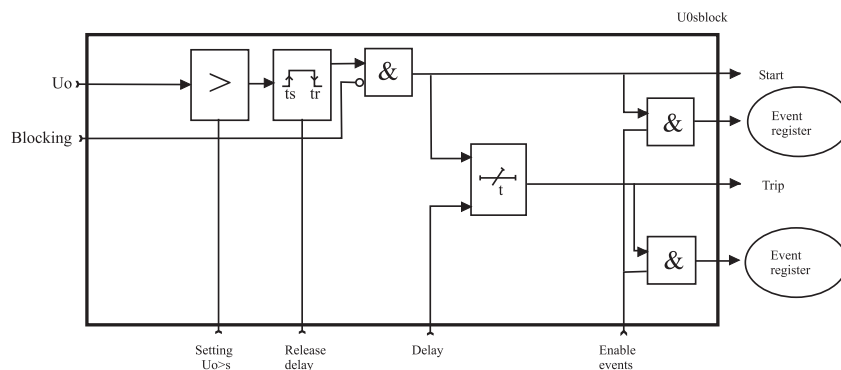 U0sblock
Uo
>
ts tr
&
Start
Blocking
&
Event
register
t
Trip
&
Event
register
Setting
Uo>s
Release
delay
Delay
Enable
events